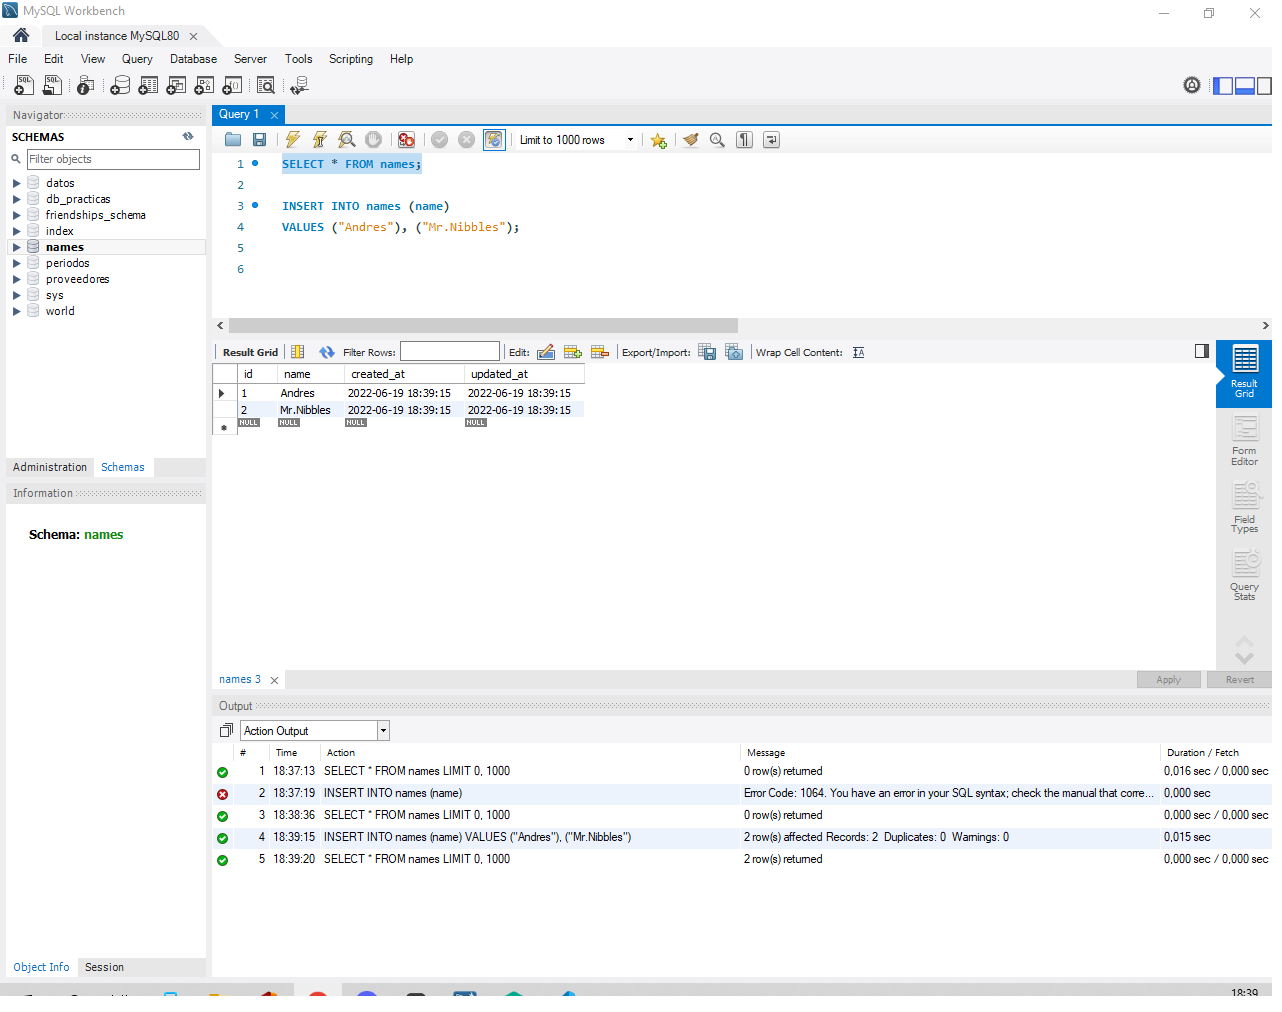 MySQL Workbench
Local instance MySQL80
File Edit View Query Database Server Tools Scripting Help
Navigator
SCHEMAS
Filter objects
datos
db_practicas
friendships_schema
index
names
periodos
proveedores
sys
world
Administration Schemas
Information
Schema: names
Object Info Session
Query 1
Limit to 1000 rows
1 SELECT * FROM names;
2
3 INSERT INTO names (name)
4 VALUES ("Andres"), ("Mr.Nibbles");
5
6
Result Grid Filter Rows: Edit: Export/Import: Wrap Cell Content:
id name created_at updated_at
1 Andres 2022-06-19 18:39:15 2022-06-19 18:39:15
2 Mr.Nibbles 2022-06-19 18:39:15 2022-06-19 18:39:15
NULL NULL NULL NULL
Result
Grid
Form
Editor
Field
Types
Query
Stats
names 3
Apply Revert
Output
Action Output
# Time Action Message Duration / Fetch
1 18:37:13 SELECT * FROM names LIMIT 0, 1000 0 row(s) returned 0,016 sec / 0,000 sec
2 18:37:19 INSERT INTO names (name) Error Code: 1064. You have an error in your SQL syntax; check the manual that corre... 0,000 sec
3 18:38:36 SELECT * FROM names LIMIT 0, 1000 0 row(s) returned 0,000 sec / 0,000 sec
4 18:39:15 INSERT INTO names (name) VALUES ("Andres"), ("Mr.Nibbles") 2 row(s) affected Records: 2 Duplicates: 0 Warnings: 0 0,015 sec
5 18:39:20 SELECT * FROM names LIMIT 0, 1000 2 row(s) returned 0,000 sec / 0,000 sec
18:39